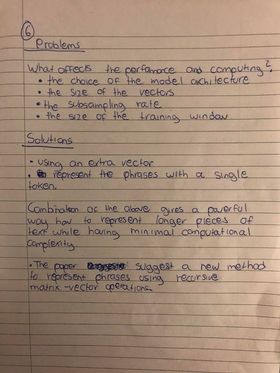 6
Problems
What affects the perfomance and computing?
• the choice of the model architecture
• the size of the vectors
• the subsampling rate
• the size of the training window
Solutions
• using an extra vector
• represent the phrases with a single
token.
Combination of the above gives a powerful
way how to represent longer pieces of
text while having minimal computational
complexity.
• The paper suggest a new method
to represent phrases using recursive
matrix-vector operations.